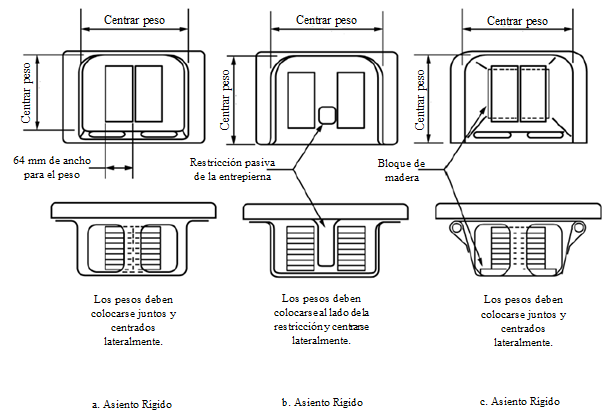 Centrar peso
Centrar peso
Centrar peso
Centrar peso
Centrar peso
Centrar peso
64 mm de ancho
para el peso
Restricción pasiva
de la entrepierna
Bloque de
madera
Los pesos deben
colocarse juntos y
centrados
lateralmente.
Los pesos deben
colocarse al lado de la
restricción y centrarse
lateralmente.
Los pesos deben
colocarse juntos y
centrados
lateralmente.
a. Asiento Rigido
b. Asiento Rigido
c. Asiento Rigido